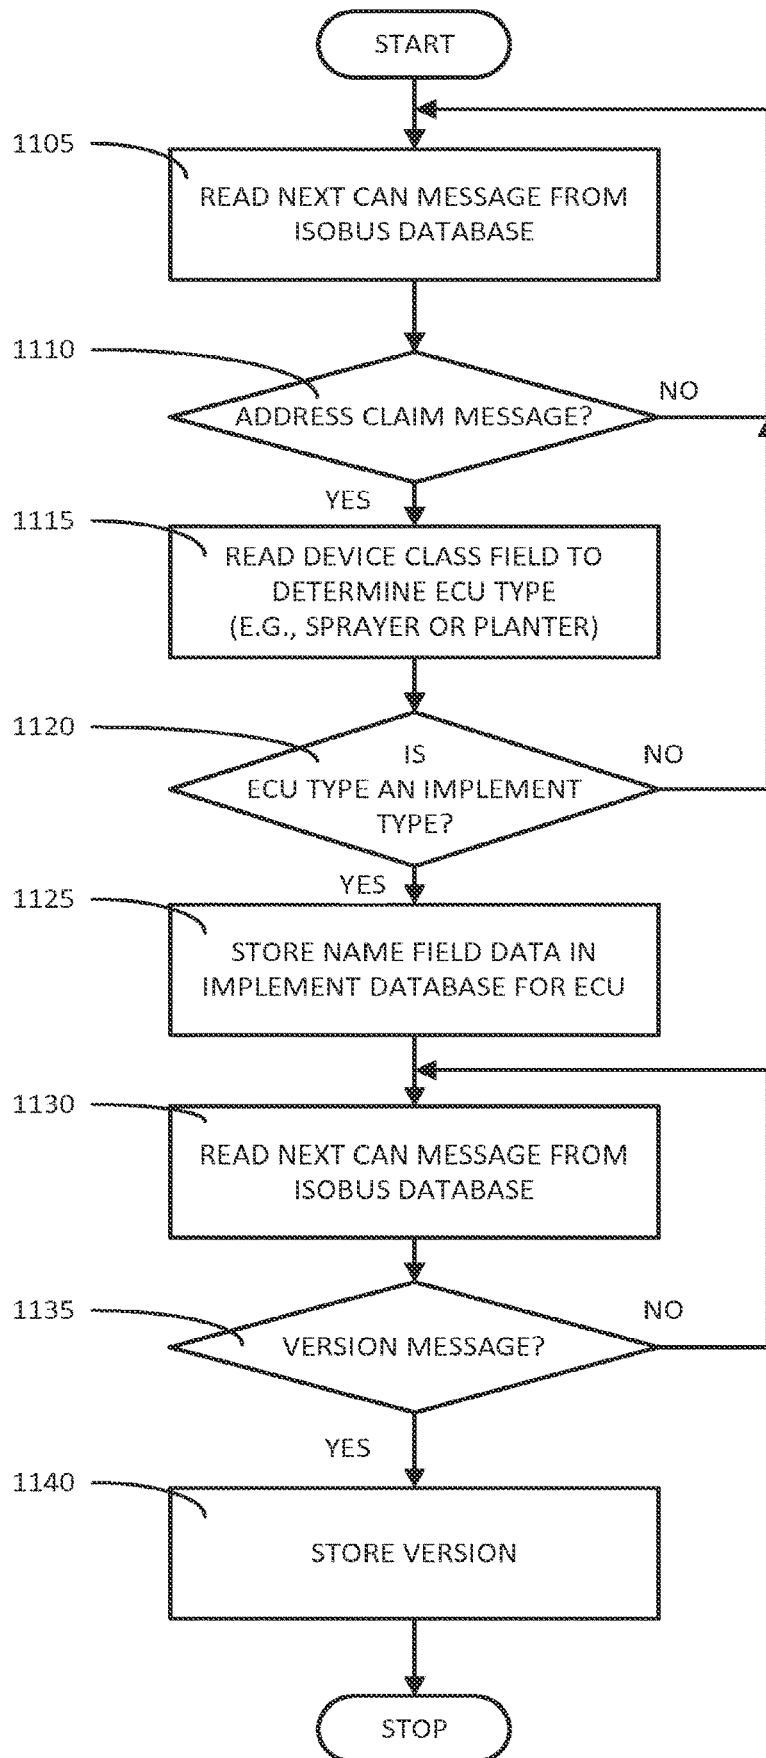 START
1105
READ NEXT CAN MESSAGE FROM
ISOBUS DATABASE
1110
ADDRESS CLAIM MESSAGE?
NO
YES
1115
READ DEVICE CLASS FIELD TO
DETERMINE ECU TYPE
(E.G., SPRAYER OR PLANTER)
1120
IS
ECU TYPE AN IMPLEMENT
TYPE?
NO
YES
1125
STORE NAME FIELD DATA IN
IMPLEMENT DATABASE FOR ECU
1130
READ NEXT CAN MESSAGE FROM
ISOBUS DATABASE
1135
VERSION MESSAGE?
NO
YES
1140
STORE VERSION
STOP